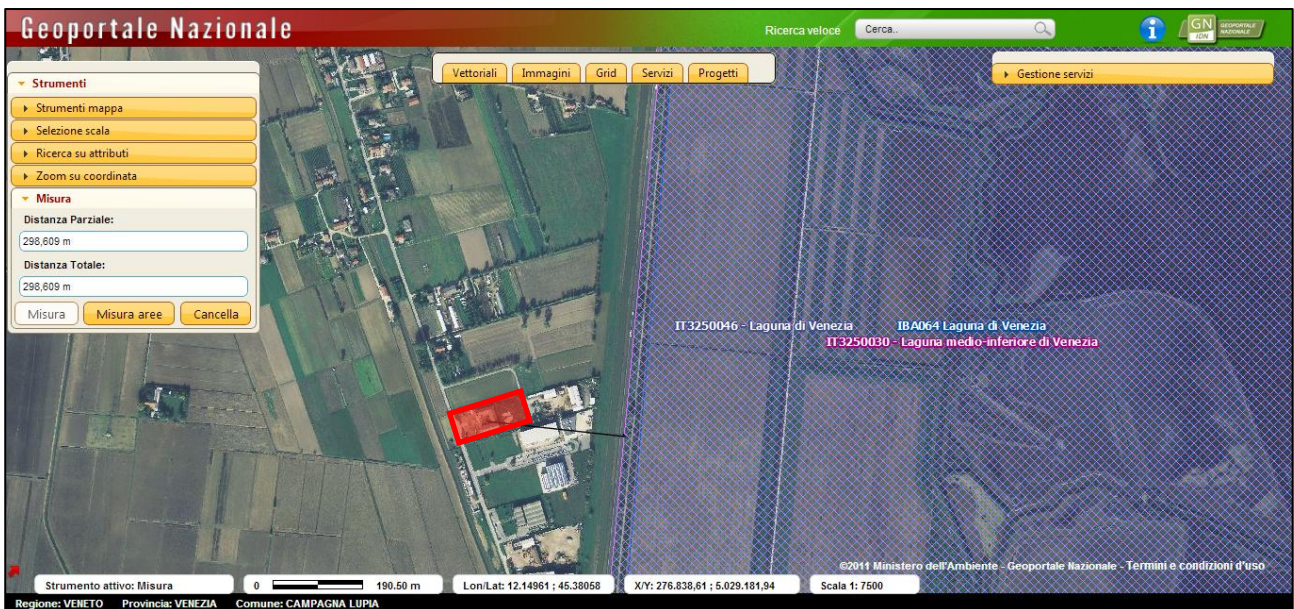 Geoportale Nazionale
Ricerca veloce
Cerca..
i
GN
IDN
GEOPORTALE
NAZIONALE
Vettoriali
Immagini
Grid
Servizi
Progetti
Gestione servizi
Strumenti
Strumenti mappa
Selezione scala
Ricerca su attributi
Zoom su coordinata
Misura
Distanza Parziale:
298,609 m
Distanza Totale:
298,609 m
Misura
Misura aree
Cancella
IT3250046 - Laguna di Venezia
IBA064 Laguna di Venezia
IT3250030 - Laguna medio-inferiore di Venezia
©2011 Ministero dell'Ambiente - Geoportale Nazionale - Termini e condizioni d'uso
Strumento attivo: Misura
0
190.50 m
Lon/Lat: 12.14961 ; 45.38058
X/Y: 276.838,61 ; 5.029.181,94
Scala 1: 7500
Regione: VENETO Provincia: VENEZIA Comune: CAMPAGNA LUPIA